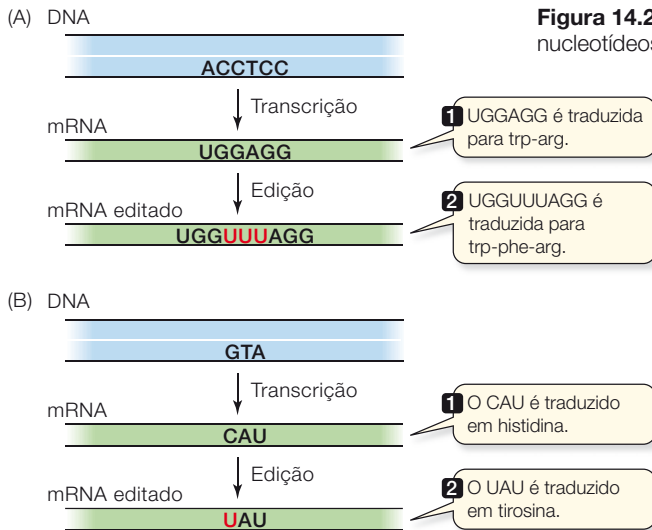 (A) DNA
Figura 14.2
nucleotídeos
ACCTCC
Transcrição
mRNA
1 UGGAGG é traduzida
para trp-arg.
UGGAGG
Edição
mRNA editado
2 UGGUUUAGG é
traduzida para
trp-phe-arg.
UGGUUUAGG
(B) DNA
GTA
Transcrição
mRNA
1 O CAU é traduzido
em histidina.
CAU
Edição
mRNA editado
2 O UAU é traduzido
em tirosina.
UAU